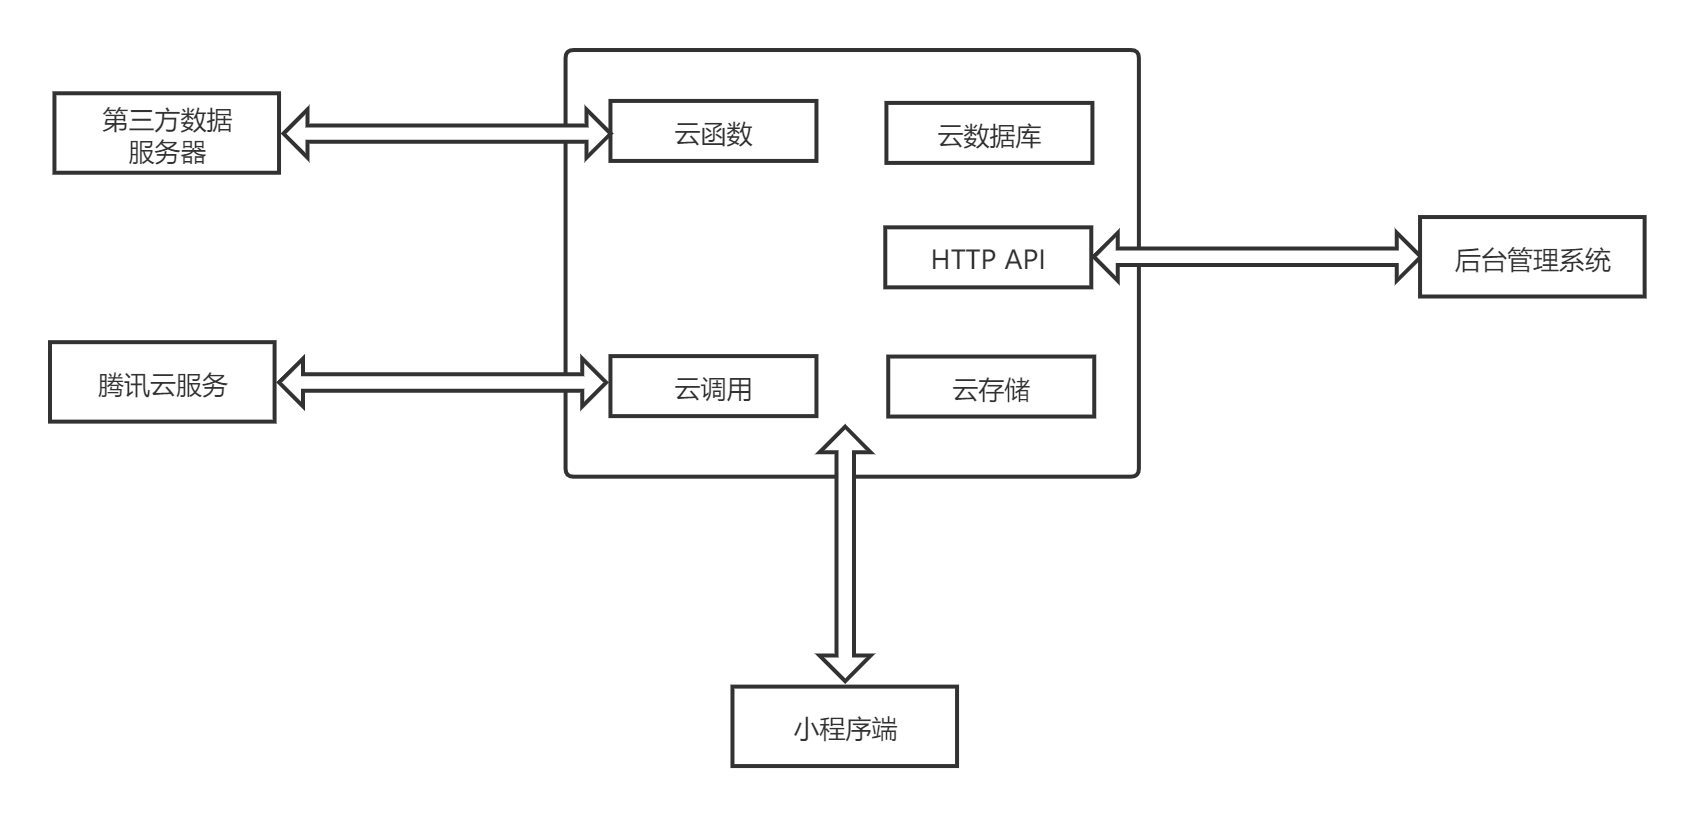 第三方数据
服务器
云函数
云数据库
HTTP API
后台管理系统
腾讯云服务
云调用
云存储
小程序端